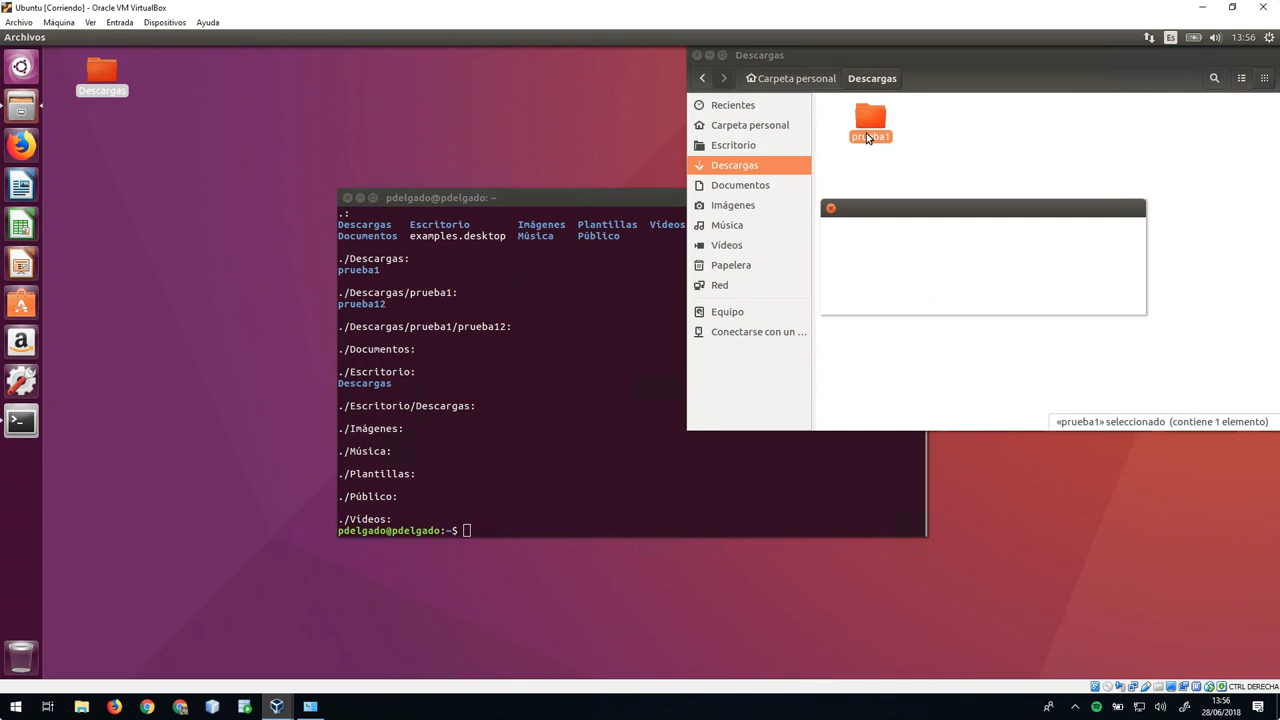 Ubuntu [Corriendo] - Oracle VM VirtualBox
Archivo Máquina Ver Entrada Dispositivos Ayuda
Archivos Es 13:56
Descargas
Descargas
Carpeta personal Descargas
Recientes
Carpeta personal
Escritorio
Descargas
Documentos
Imágenes
Música
Vídeos
Papelera
Red
Equipo
Conectarse con un ...
prueba1
«prueba1» seleccionado (contiene 1 elemento)
pdelgado@pdelgado: ~
.:
Descargas Escritorio Imágenes Plantillas Vídeos
Documentos examples.desktop Música Público
./Descargas:
prueba1
./Descargas/prueba1:
prueba12
./Descargas/prueba1/prueba12:
./Documentos:
./Escritorio:
Descargas
./Escritorio/Descargas:
./Imágenes:
./Música:
./Plantillas:
./Público:
./Vídeos:
pdelgado@pdelgado:~$
CTRL DERECHA
13:56
28/06/2018